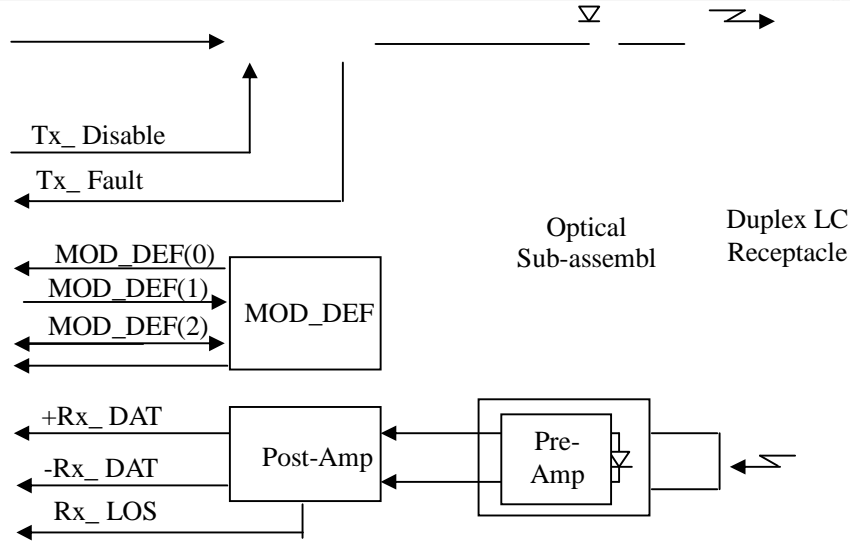 Tx_ Disable
Tx_ Fault
Optical
Sub-assembl
Duplex LC
Receptacle
MOD_DEF(0)
MOD_DEF(1)
MOD_DEF
MOD_DEF(2)
+Rx_ DAT
Post-Amp
Pre-
Amp
-Rx_ DAT
Rx_ LOS